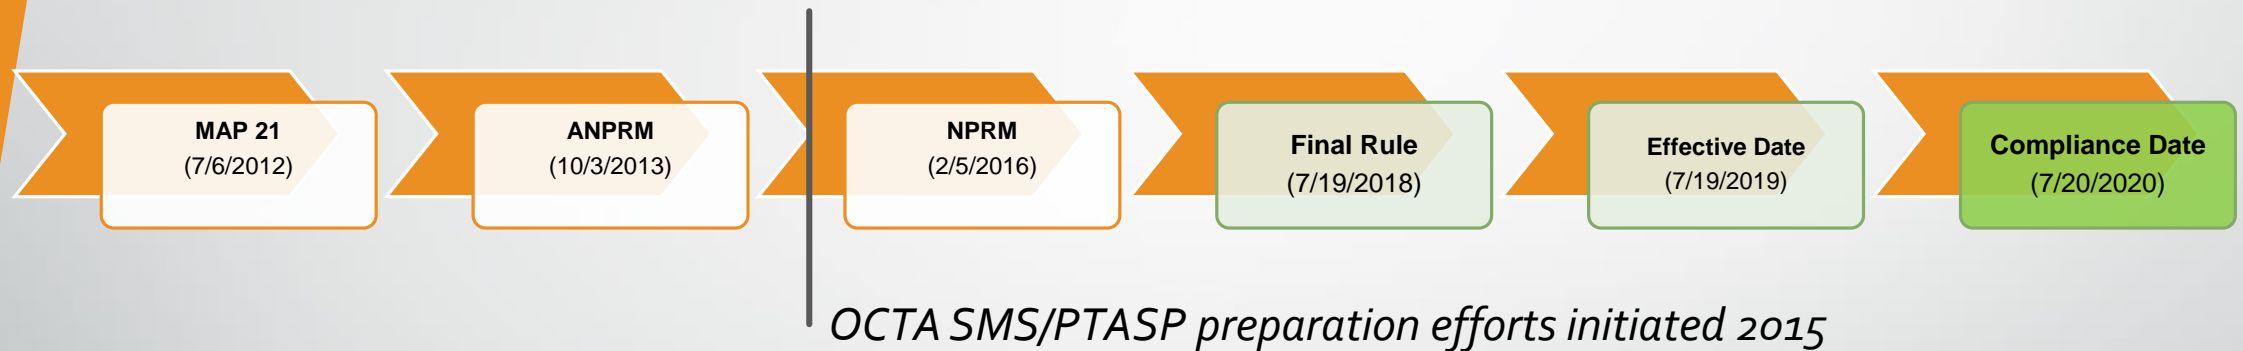 MAP 21
(7/6/2012)
ANPRM
(10/3/2013)
NPRM
(2/5/2016)
Final Rule
(7/19/2018)
Effective Date
(7/19/2019)
Compliance Date
(7/20/2020)
OCTA SMS/PTASP preparation efforts initiated 2015